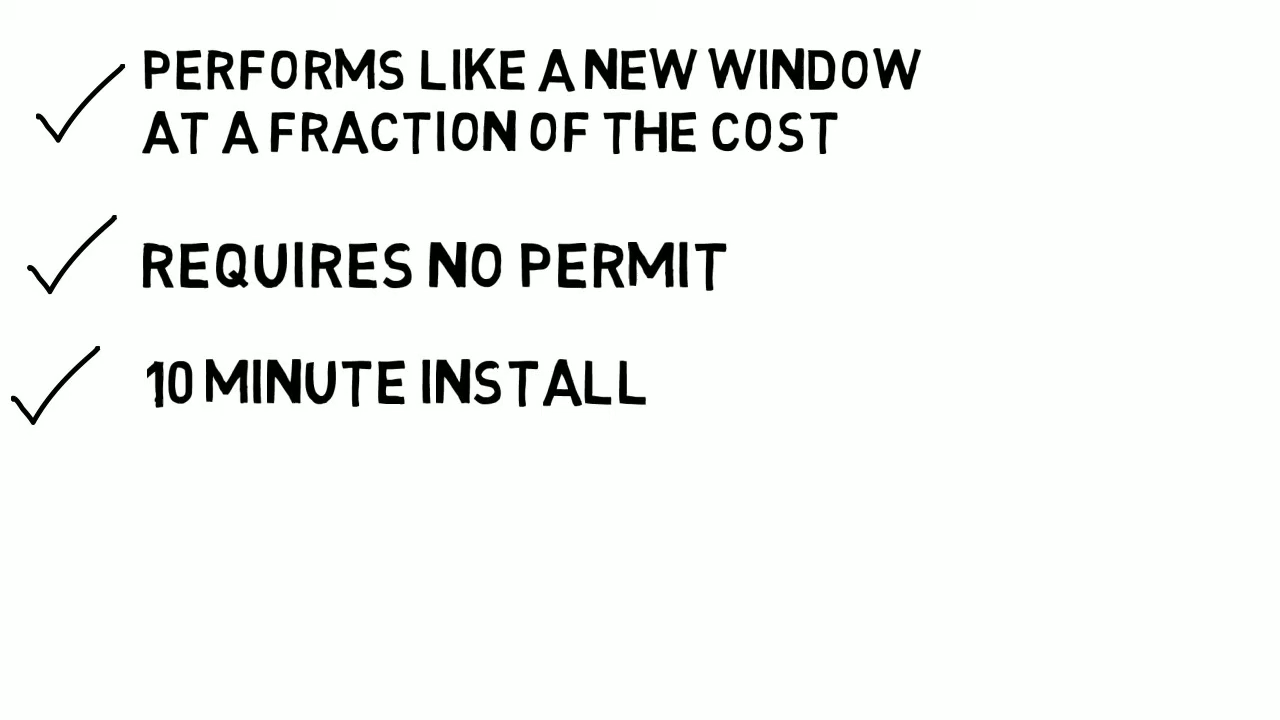 PERFORMS LIKE A NEW WINDOW
AT A FRACTION OF THE COST
REQUIRES NO PERMIT
10 MINUTE INSTALL